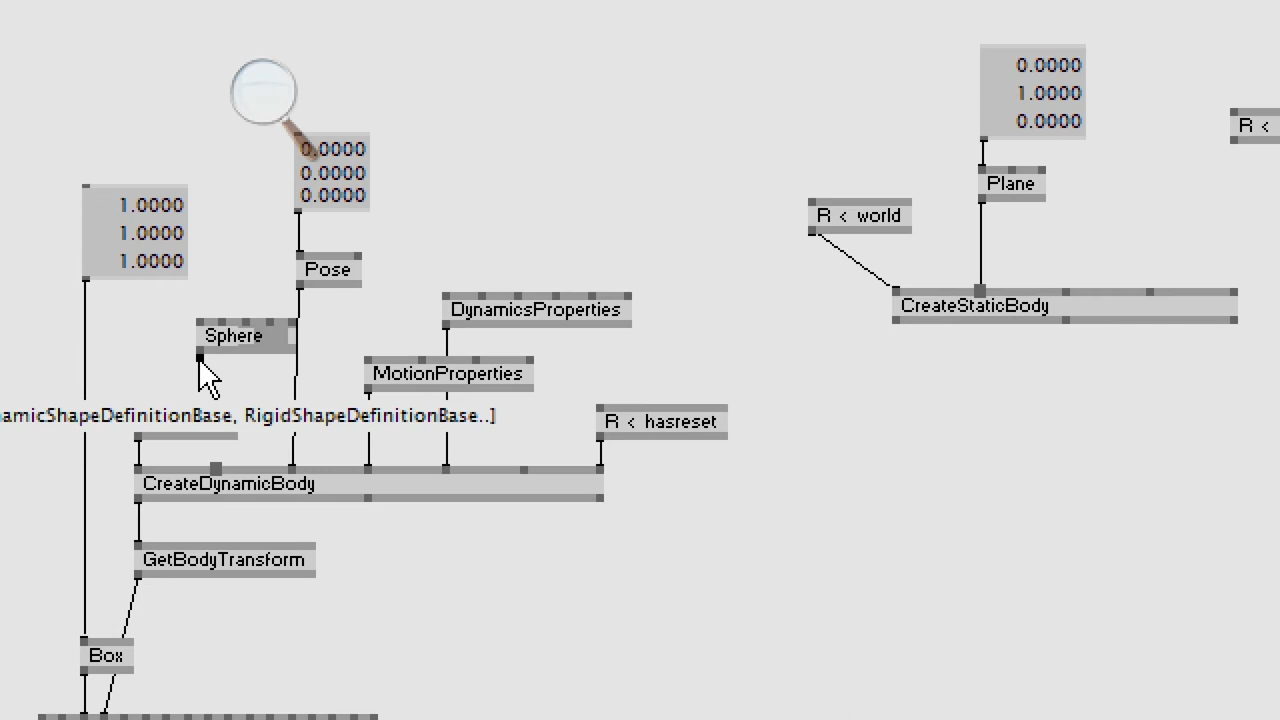 0.0000
1.0000
0.0000
R <
0.0000
0.0000
0.0000
Plane
1.0000
1.0000
1.0000
R < world
Pose
DynamicsProperties
CreateStaticBody
Sphere
MotionProperties
amicShapeDefinitionBase, RigidShapeDefinitionBase..]
R < hasreset
CreateDynamicBody
GetBodyTransform
Box